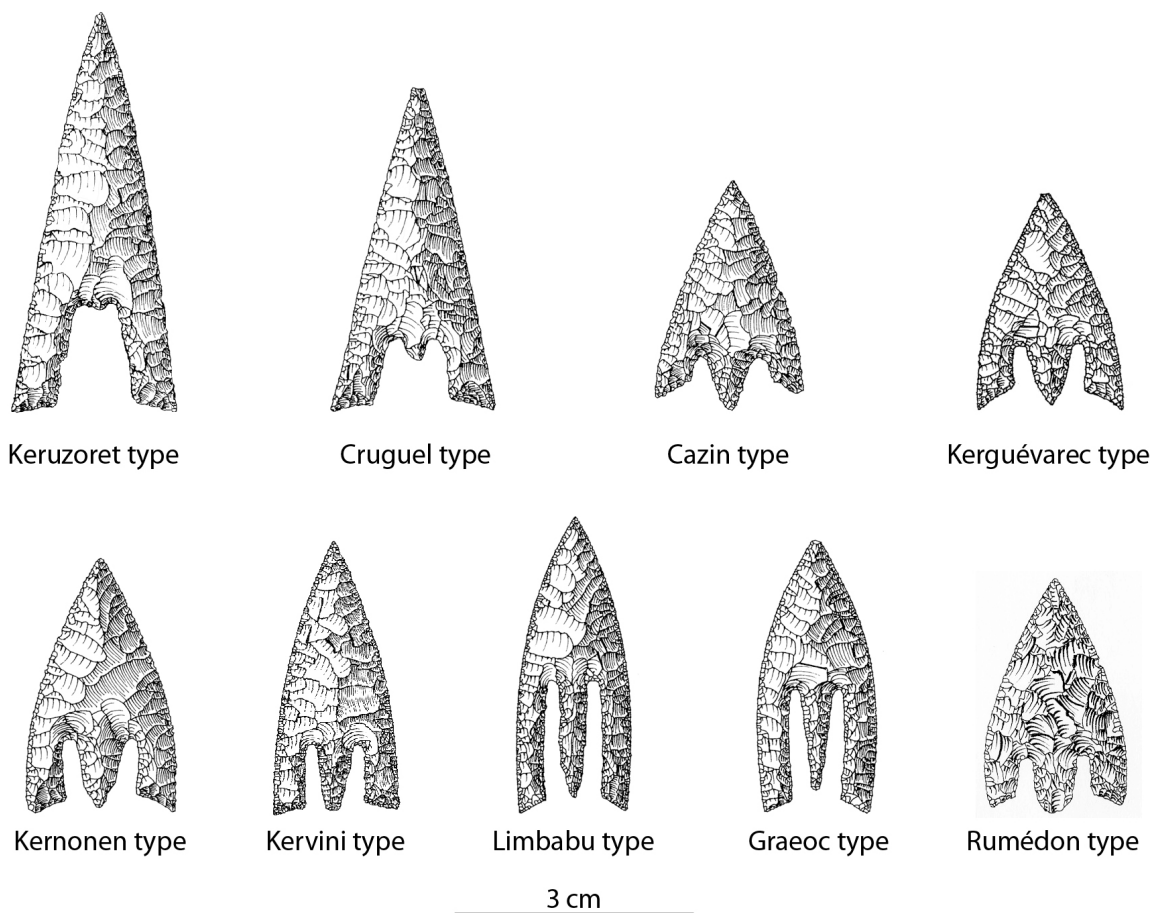 Keruzoret type
Cruguel type
Cazin type
Kerguévarec type
Kernonen type
Kervini type
Limbabu type
Graeoc type
Rumédon type
3 cm